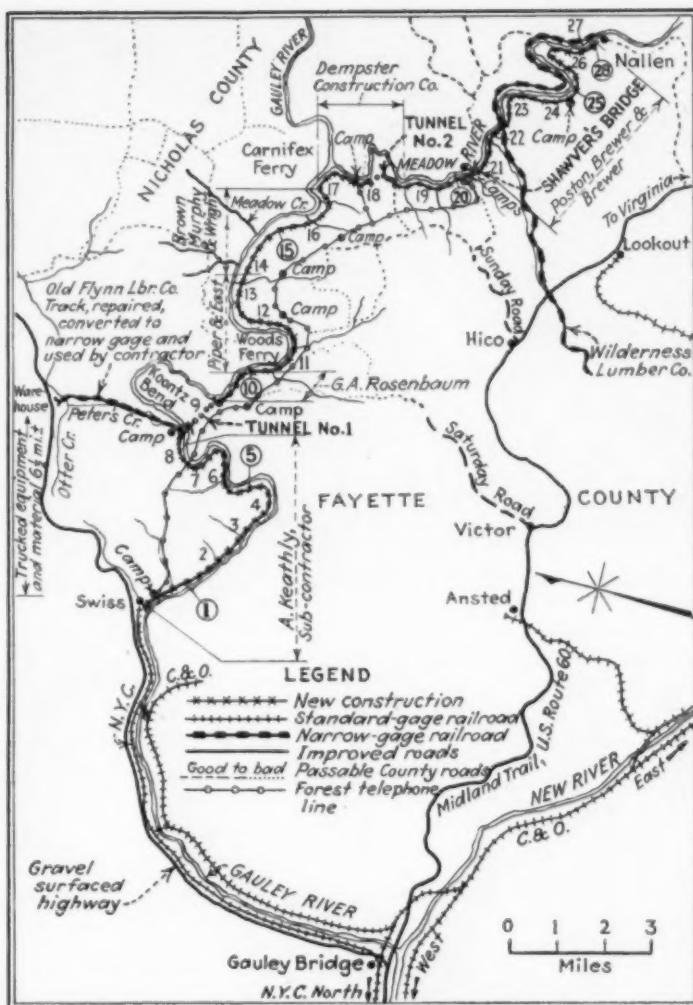 27
26
28
Nallen
25
24
23
22
Camp
SHAWVER'S BRIDGE
Poston, Brewer &
Brewer
NICHOLAS COUNTY
GAULEY RIVER
Dempster
Construction Co.
Camp
TUNNEL
No.2
MEADOW
RIVER
21
Camps
20
19
18
17
Carnifex
Ferry
Meadow Cr.
Brown
Murphy
& Wright
16
15
Camp
14
13
12
Camp
Piper & East
Woods
Ferry
11
10
G.A. Rosenbaum
Camp
TUNNEL No.1
Old Flynn Lbr. Co.
Track, repaired,
converted to
narrow gage and
used by contractor
Koontz
Bend
9
Ware
house
Peters Cr.
Camp
8
7
6
5
4
3
2
1
Otter Cr.
Trucked equipment
and material 6½ mi.±
Camp
Swiss
A. Keathly,
Sub-contractor
To Virginia
Lookout
Sunday Road
Hico
Wilderness
Lumber Co.
Saturday Road
Victor
FAYETTE
COUNTY
Ansted
LEGEND
New construction
Standard-gage railroad
Narrow-gage railroad
Improved roads
Good to bad Passable County roads
Forest telephone
line
C.&O.
N.Y.C.
Midland Trail, U.S. Route 60
NEW RIVER
East
C.&O.
Gravel
surfaced
highway
GAULEY RIVER
West
Gauley Bridge
N.Y.C. North
0 1 2 3
Miles